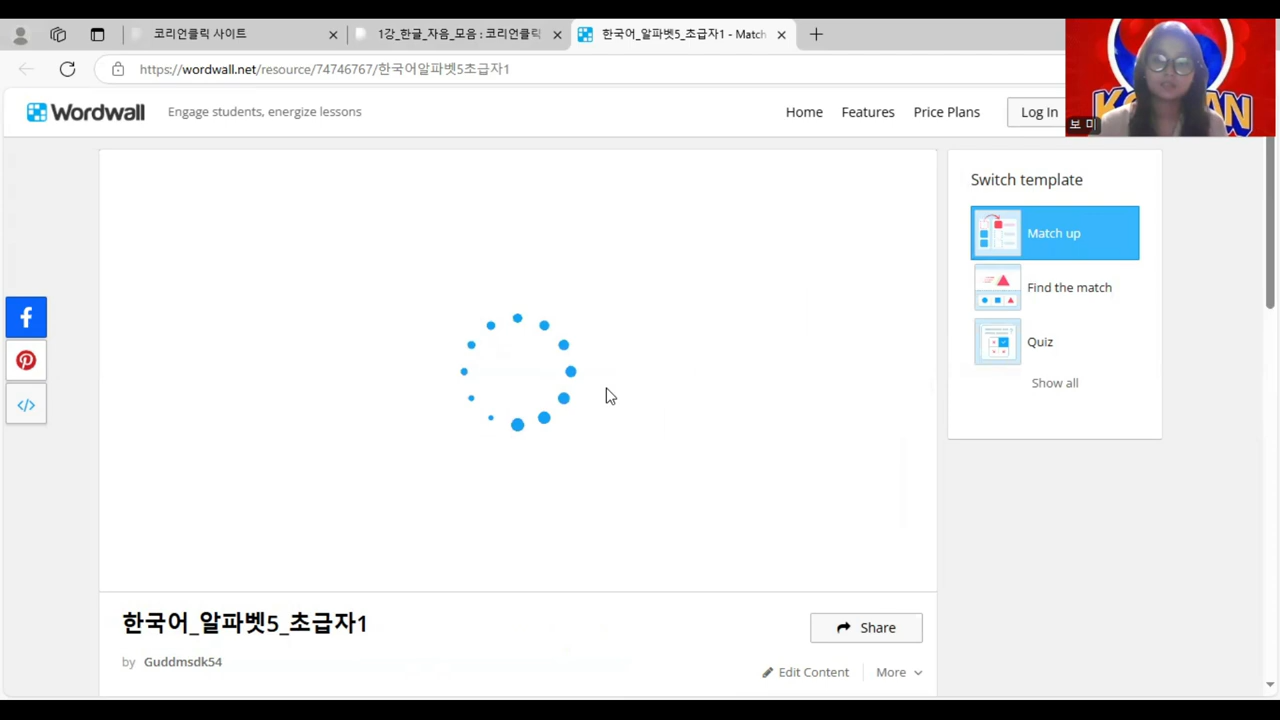 코리언클릭 사이트
1강_한글_자음_모음 : 코리언클릭
한국어_알파벳5_초급자1 - Match
https://wordwall.net/resource/74746767/한국어알파벳5초급자1
Wordwall
Engage students, energize lessons
Home
Features
Price Plans
Log In
보 미
Switch template
Match up
Find the match
Quiz
Show all
한국어_알파벳5_초급자1
Share
by Guddmsdk54
Edit Content
More